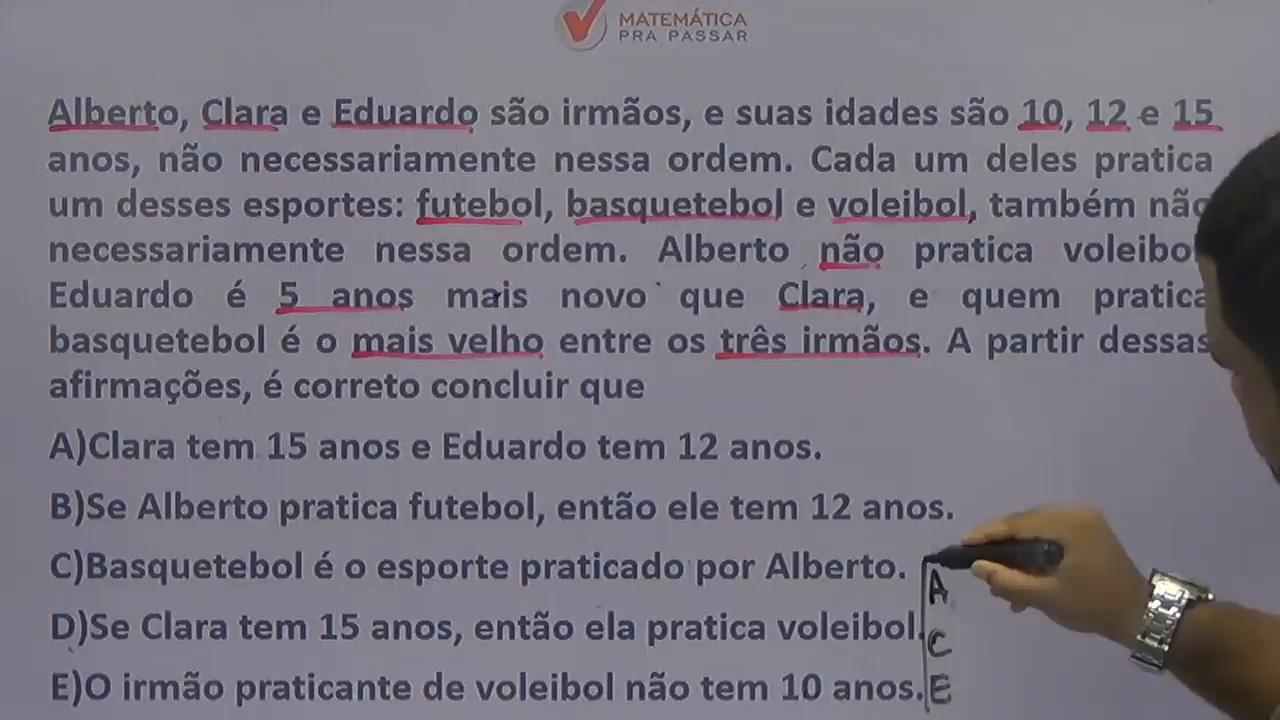 MATEMÁTICA
PRA PASSAR
Alberto, Clara e Eduardo são irmãos, e suas idades são 10, 12 e 15
anos, não necessariamente nessa ordem. Cada um deles pratica
um desses esportes: futebol, basquetebol e voleibol, também não
necessariamente nessa ordem. Alberto não pratica voleibol
Eduardo é 5 anos mais novo que Clara, e quem pratica
basquetebol é o mais velho entre os três irmãos. A partir dessas
afirmações, é correto concluir que
A)Clara tem 15 anos e Eduardo tem 12 anos.
B)Se Alberto pratica futebol, então ele tem 12 anos.
C)Basquetebol é o esporte praticado por Alberto.
D)Se Clara tem 15 anos, então ela pratica voleibol.
E)O irmão praticante de voleibol não tem 10 anos.
A
C
E